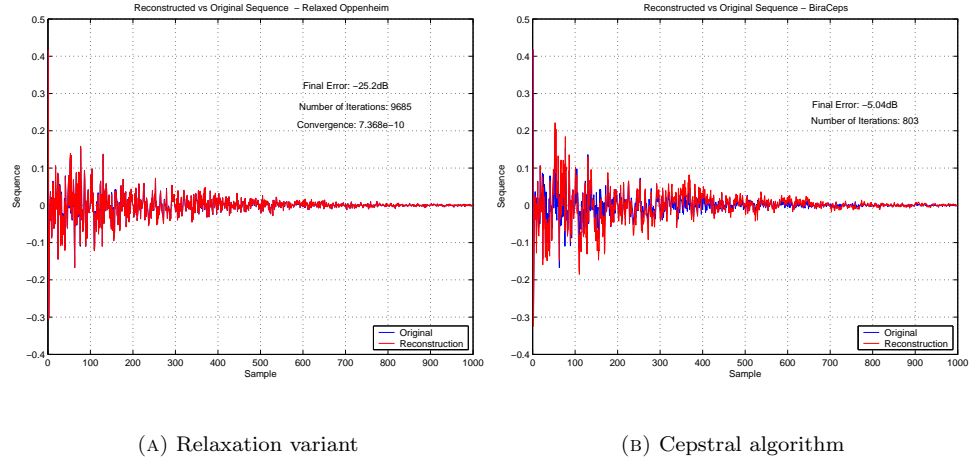 Reconstructed vs Original Sequence – Relaxed Oppenheim
0.5
0.4
0.3
0.2
0.1
0
−0.1
−0.2
−0.3
−0.4
Sequence
Final Error: −25.2dB
Number of Iterations: 9685
Convergence: 7.368e−10
Original
Reconstruction
0 100 200 300 400 500 600 700 800 900 1000
Sample
(A) Relaxation variant
Reconstructed vs Original Sequence – BiraCeps
0.5
0.4
0.3
0.2
0.1
0
−0.1
−0.2
−0.3
−0.4
Sequence
Final Error: −5.04dB
Number of Iterations: 803
Original
Reconstruction
0 100 200 300 400 500 600 700 800 900 1000
Sample
(B) Cepstral algorithm